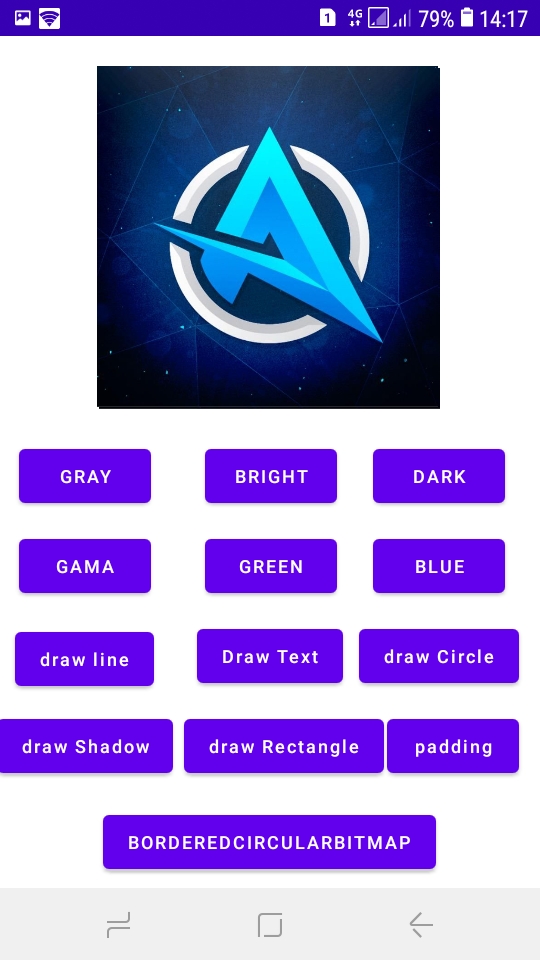 1 4G 79% 14:17
GRAY BRIGHT DARK
GAMA GREEN BLUE
draw line Draw Text draw Circle
draw Shadow draw Rectangle padding
BORDEREDCIRCULARBITMAP